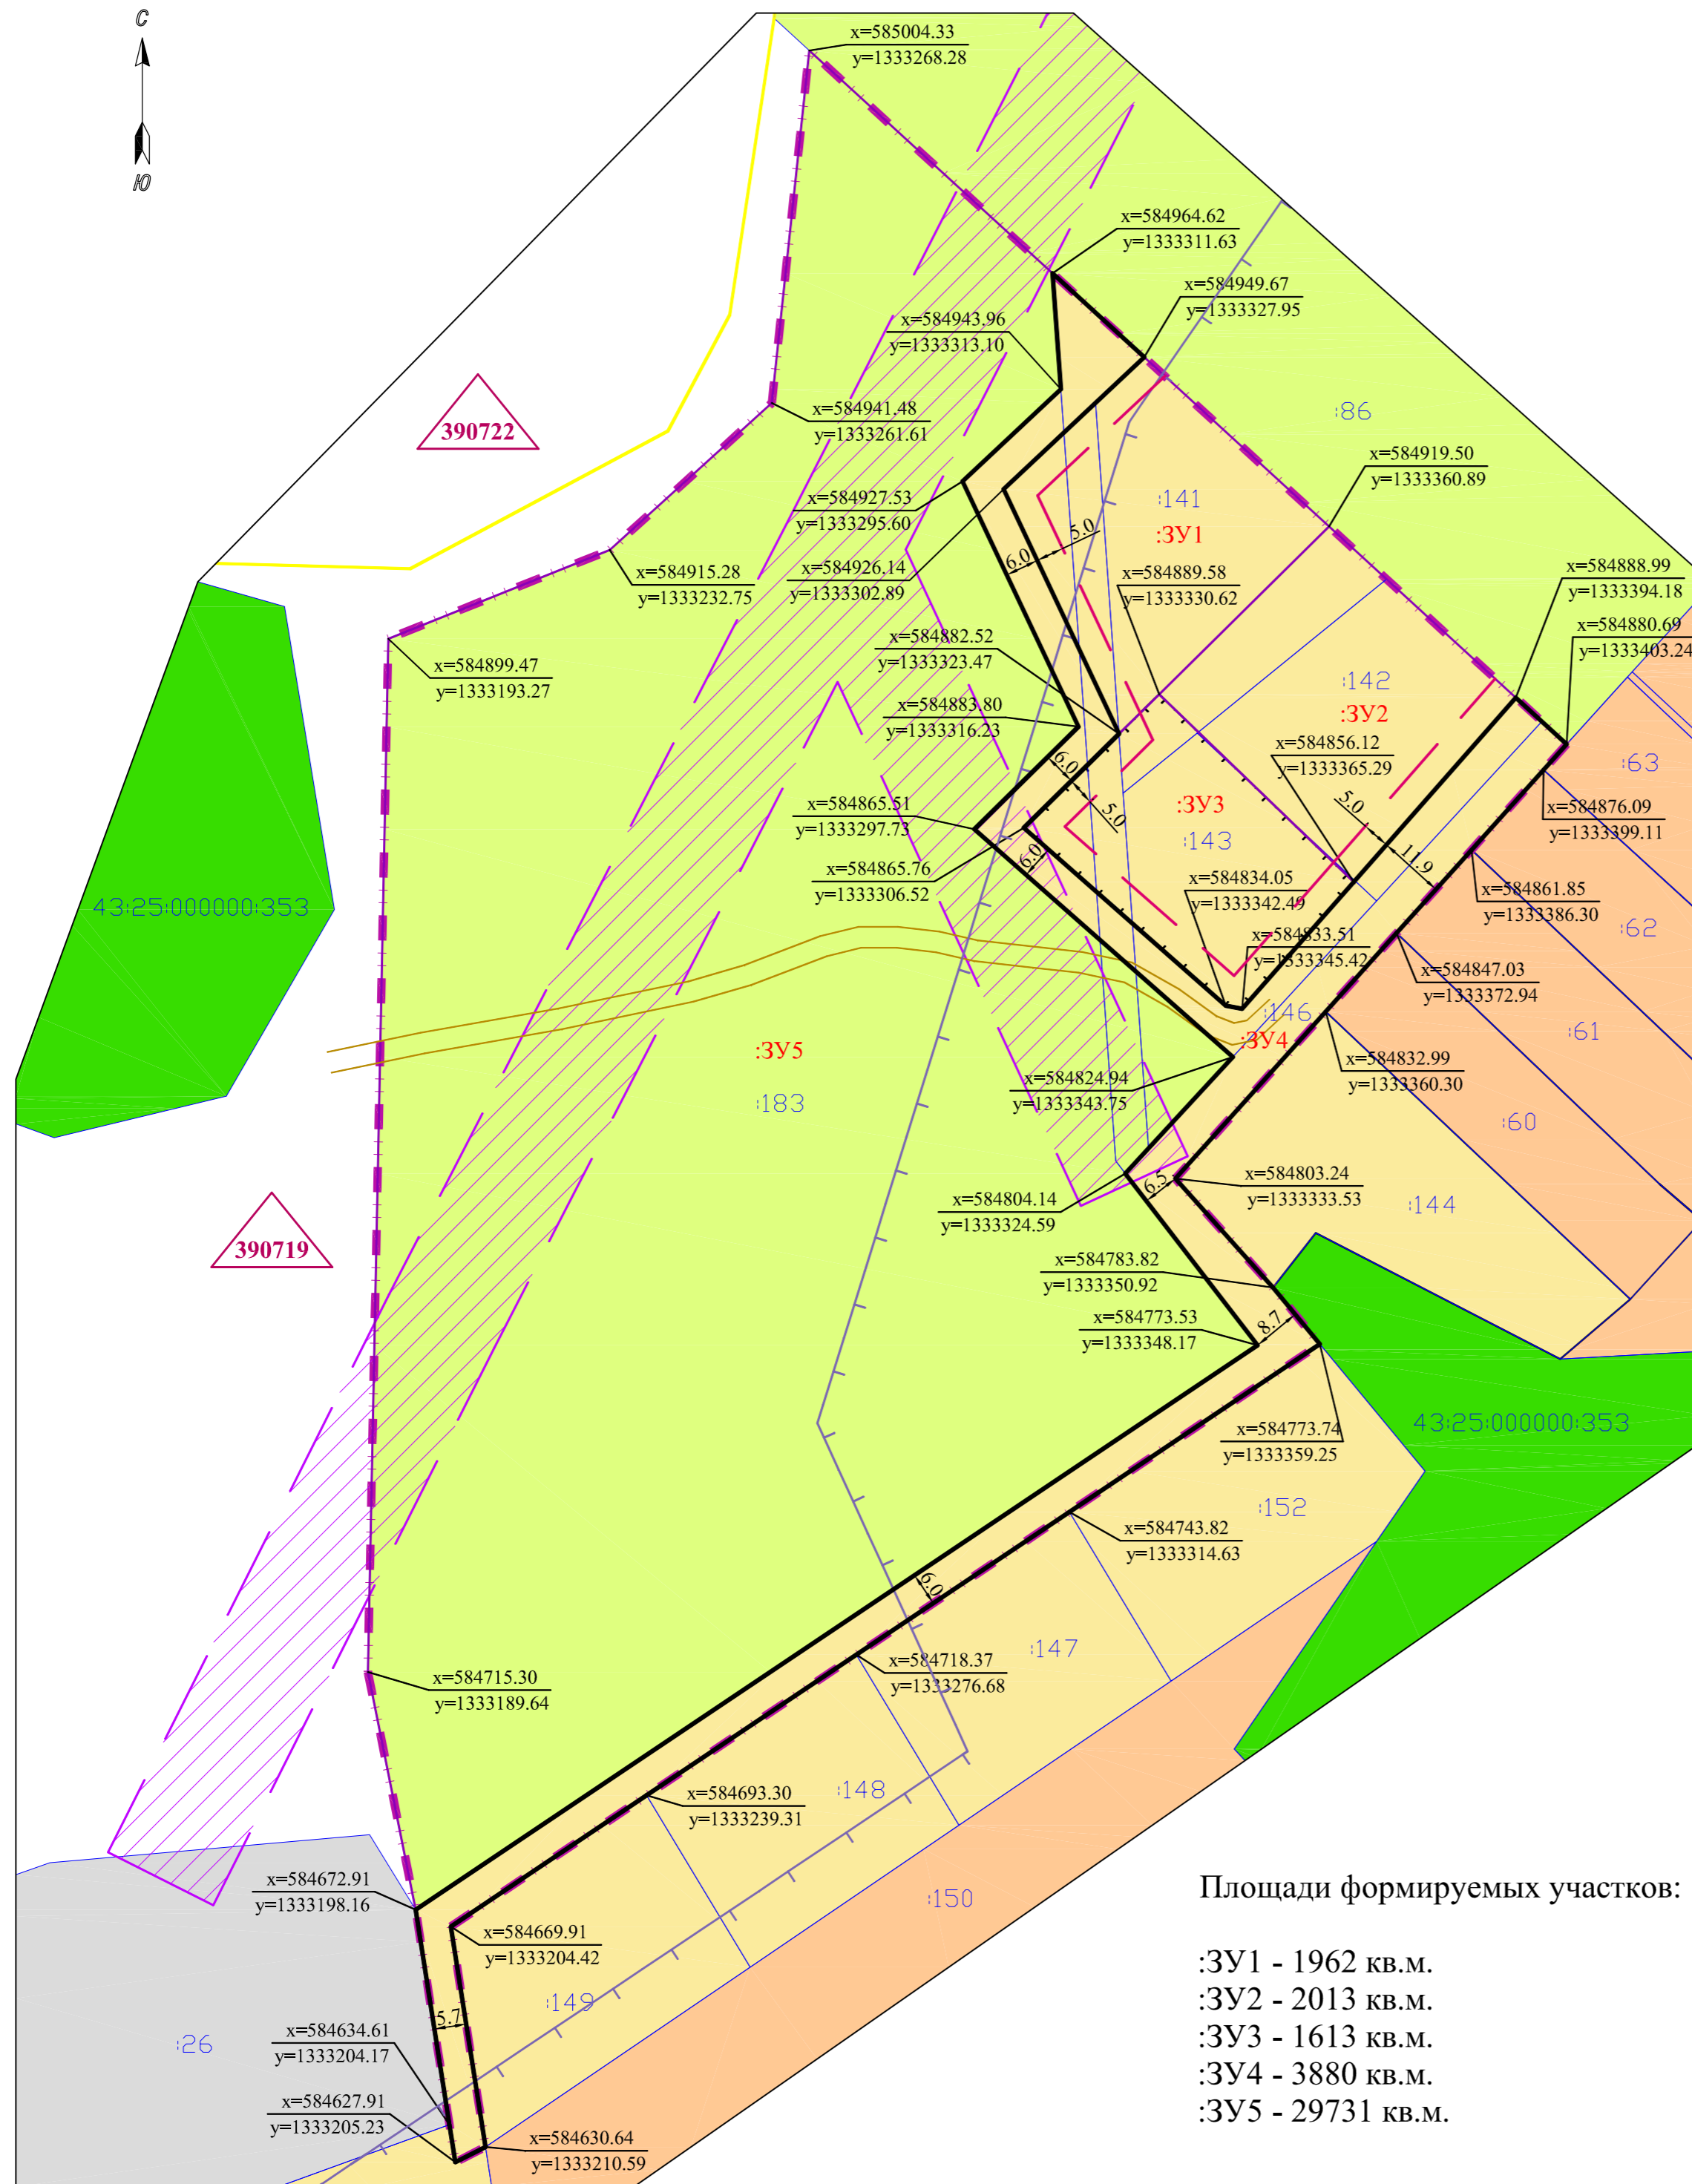 С
Ю
x=585004.33
y=1333268.28
x=584964.62
y=1333311.63
x=584949.67
y=1333327.95
x=584943.96
y=1333313.10
390722
x=584941.48
y=1333261.61
:86
x=584919.50
y=1333360.89
x=584927.53
y=1333295.60
:141
:ЗУ1
5.0
6.0
x=584926.14
y=1333302.89
x=584915.28
y=1333232.75
x=584889.58
y=1333330.62
x=584888.99
y=1333394.18
x=584880.69
y=1333403.24
x=584882.52
y=1333323.47
x=584899.47
y=1333193.27
:142
:ЗУ2
x=584883.80
y=1333316.23
x=584856.12
y=1333365.29
:63
6.0
5.0
:ЗУ3
:143
5.0
11.9
x=584876.09
y=1333399.11
x=584865.51
y=1333297.73
6.0
x=584865.76
y=1333306.52
x=584834.05
y=1333342.49
x=584861.85
y=1333386.30
43:25:000000:353
:62
x=584833.51
y=1333345.42
x=584847.03
y=1333372.94
:146
:ЗУ4
:61
:ЗУ5
:183
x=584832.99
y=1333360.30
x=584824.94
y=1333343.75
:60
x=584803.24
y=1333333.53
6.5
:144
x=584804.14
y=1333324.59
390719
x=584783.82
y=1333350.92
x=584773.53
y=1333348.17
8.7
43:25:000000:353
x=584773.74
y=1333359.25
:152
x=584743.82
y=1333314.63
6.0
:147
x=584718.37
y=1333276.68
x=584715.30
y=1333189.64
:148
x=584693.30
y=1333239.31
:150
x=584672.91
y=1333198.16
x=584669.91
y=1333204.42
:149
5.7
:26
x=584634.61
y=1333204.17
x=584627.91
y=1333205.23
x=584630.64
y=1333210.59
Площади формируемых участков:
:ЗУ1 - 1962 кв.м.
:ЗУ2 - 2013 кв.м.
:ЗУ3 - 1613 кв.м.
:ЗУ4 - 3880 кв.м.
:ЗУ5 - 29731 кв.м.